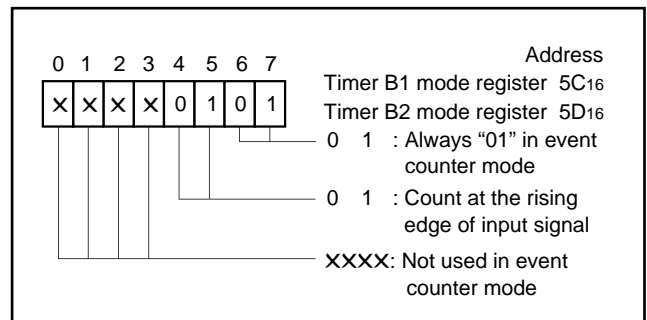 Address
0 1 2 3 4 5 6 7
Timer B1 mode register 5C16
X X X X 0 1 0 1
Timer B2 mode register 5D16
0 1 : Always “01” in event
counter mode
0 1 : Count at the rising
edge of input signal
XXXX: Not used in event
counter mode